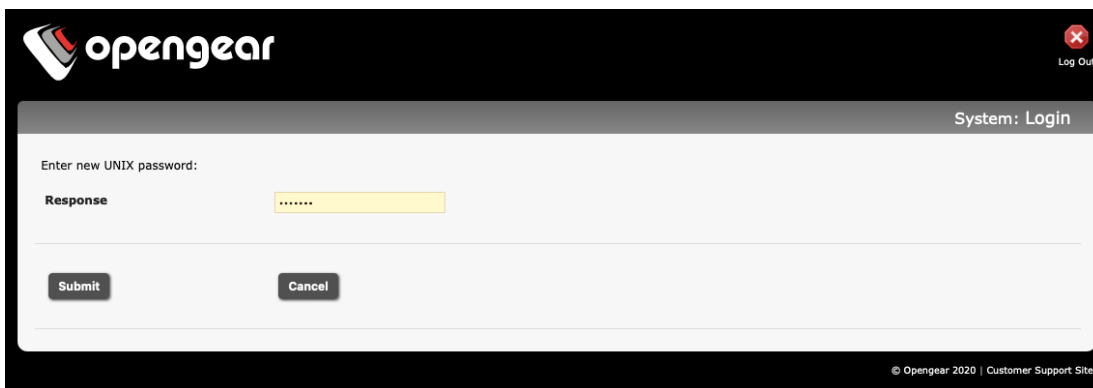 opengear
Log Out
System: Login
Enter new UNIX password:
Response
.......
Submit
Cancel
© Opengear 2020 | Customer Support Site